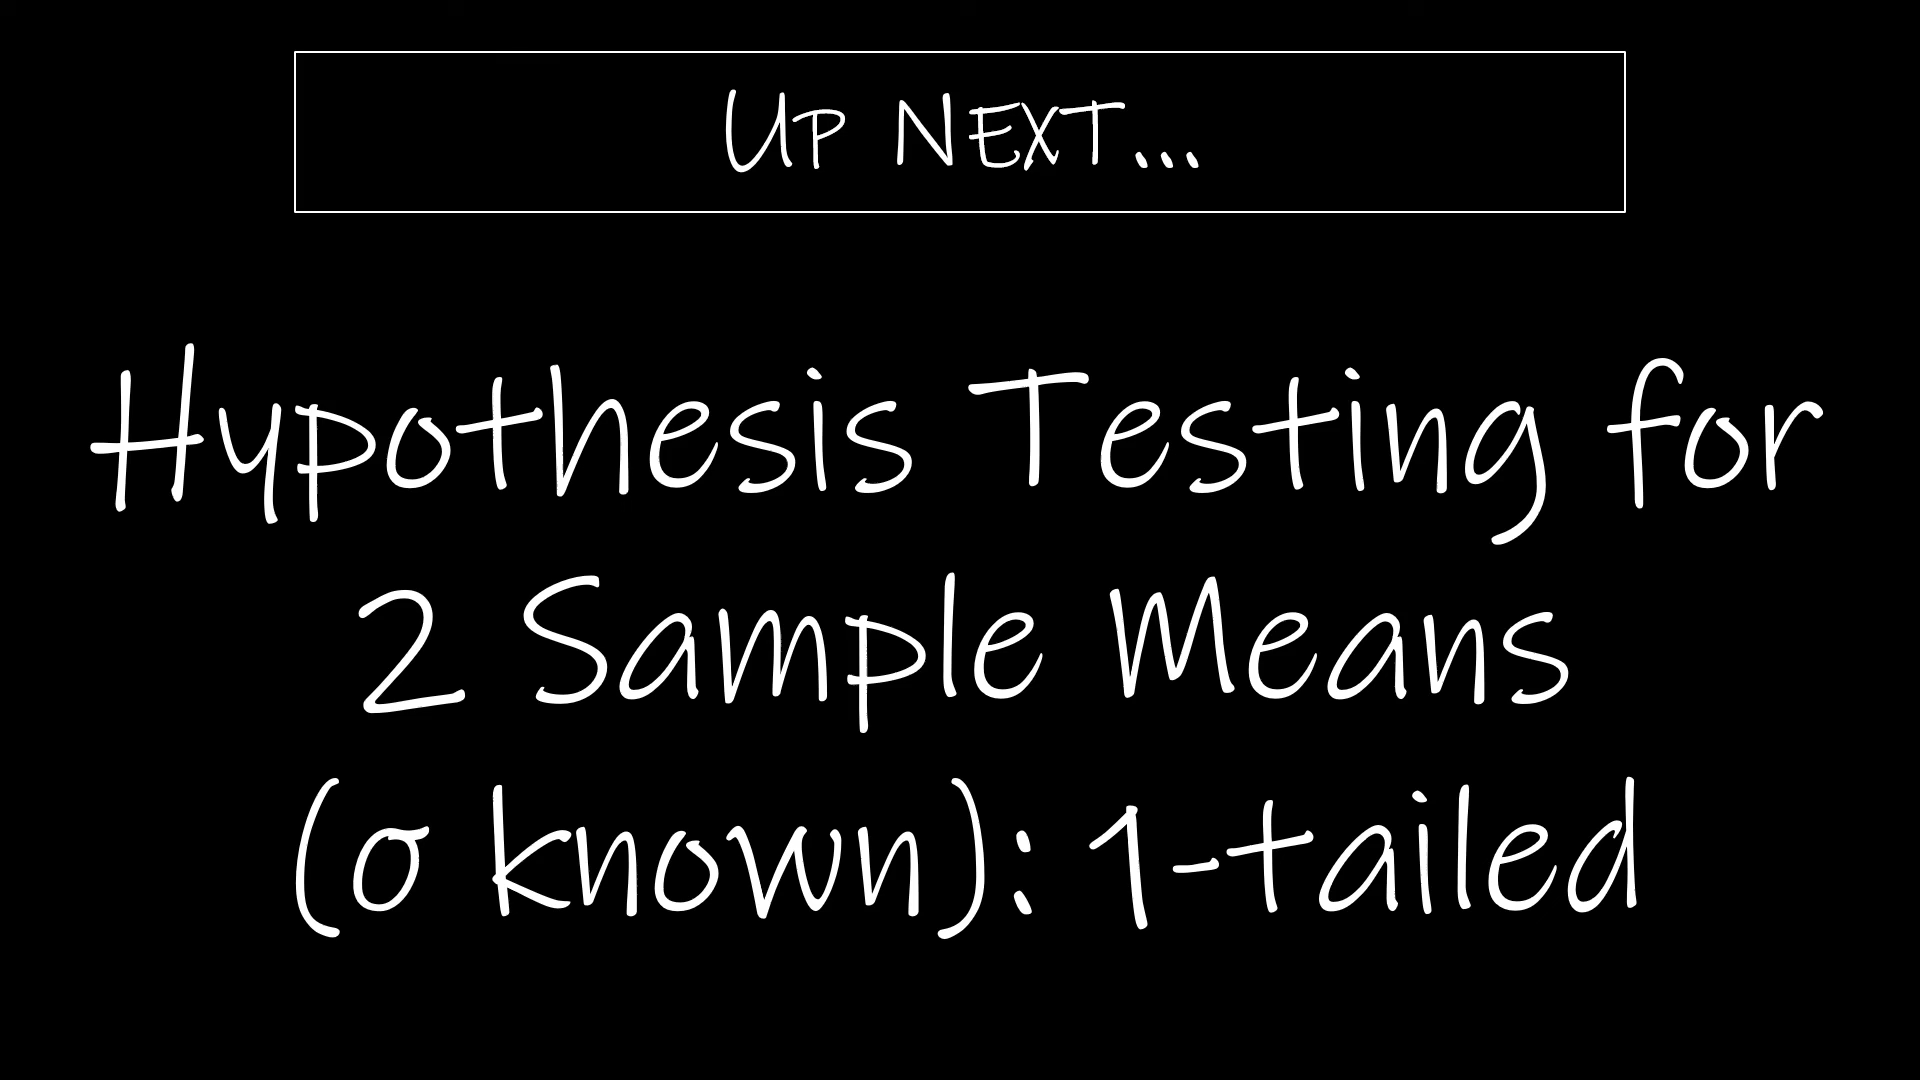 UP NEXT...
Hypothesis Testing for
2 Sample Means
(σ known): 1-tailed